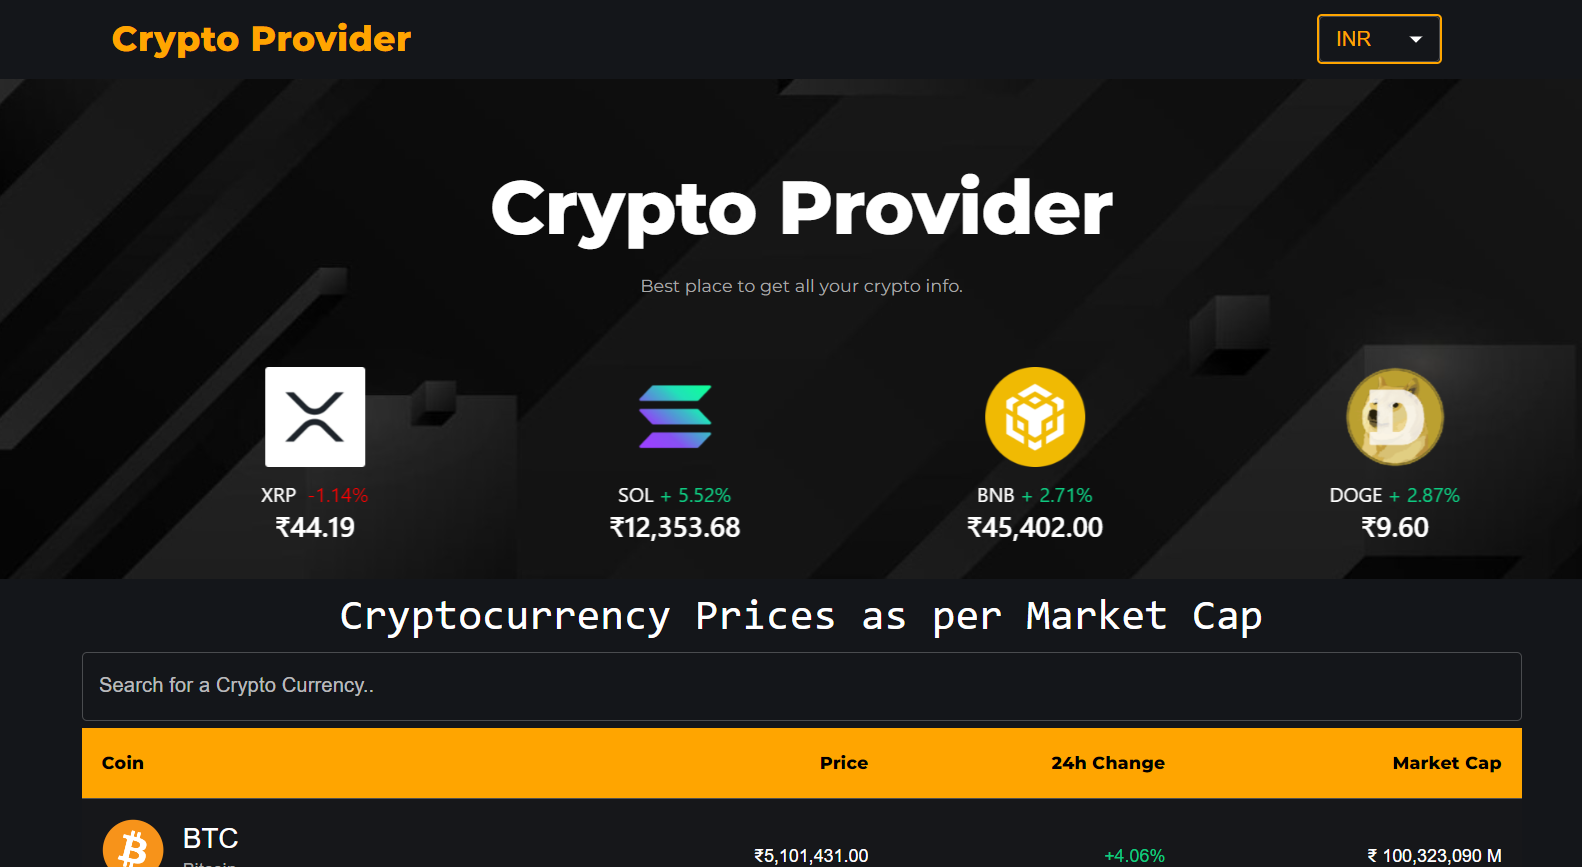 Crypto Provider
INR
Crypto Provider
Best place to get all your crypto info.
XRP -1.14%
₹44.19
SOL + 5.52%
₹12,353.68
BNB + 2.71%
₹45,402.00
DOGE + 2.87%
₹9.60
Cryptocurrency Prices as per Market Cap
Search for a Crypto Currency..
Coin Price 24h Change Market Cap
BTC
₹5,101,431.00 +4.06% ₹ 100,323,090 M
Bitcoin